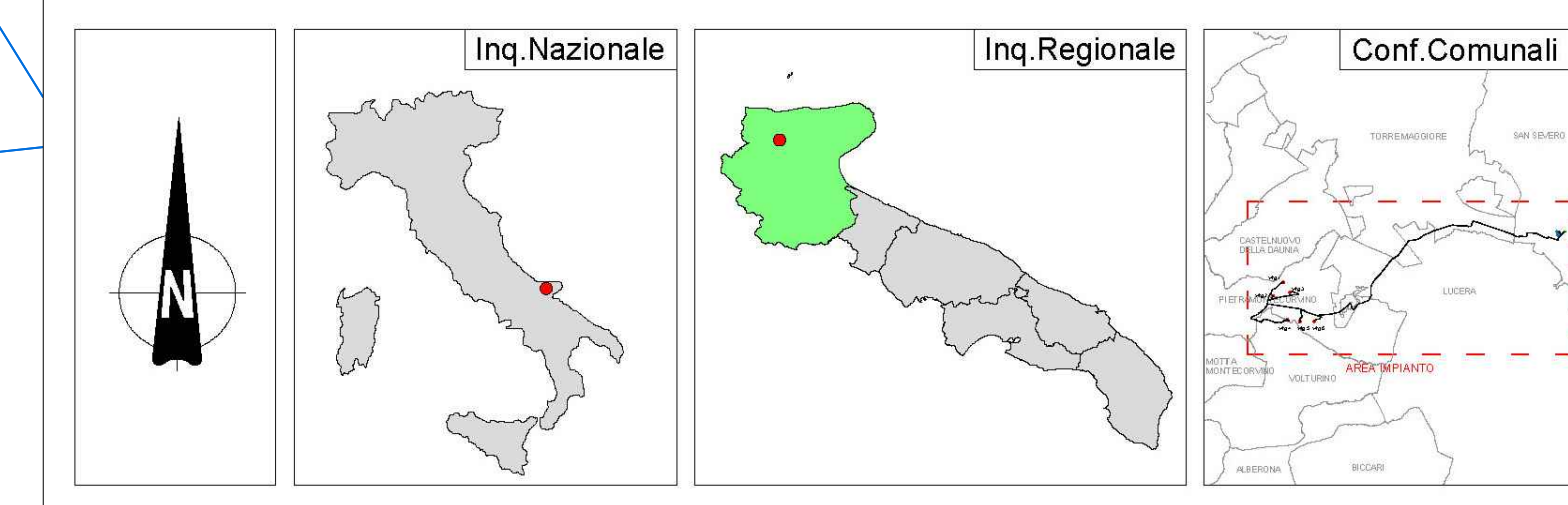 N
Inq.Nazionale
Inq.Regionale
Conf.Comunali
TORREMAGGIORE
SAN SEVERO
CASTELNUOVO
DELLA DAUNIA
LUCERA
PIETRAMONTECORVINO
MOTTA
MONTECORVINO
VOLTURINO
AREA IMPIANTO
ALBERONA
BICCARI